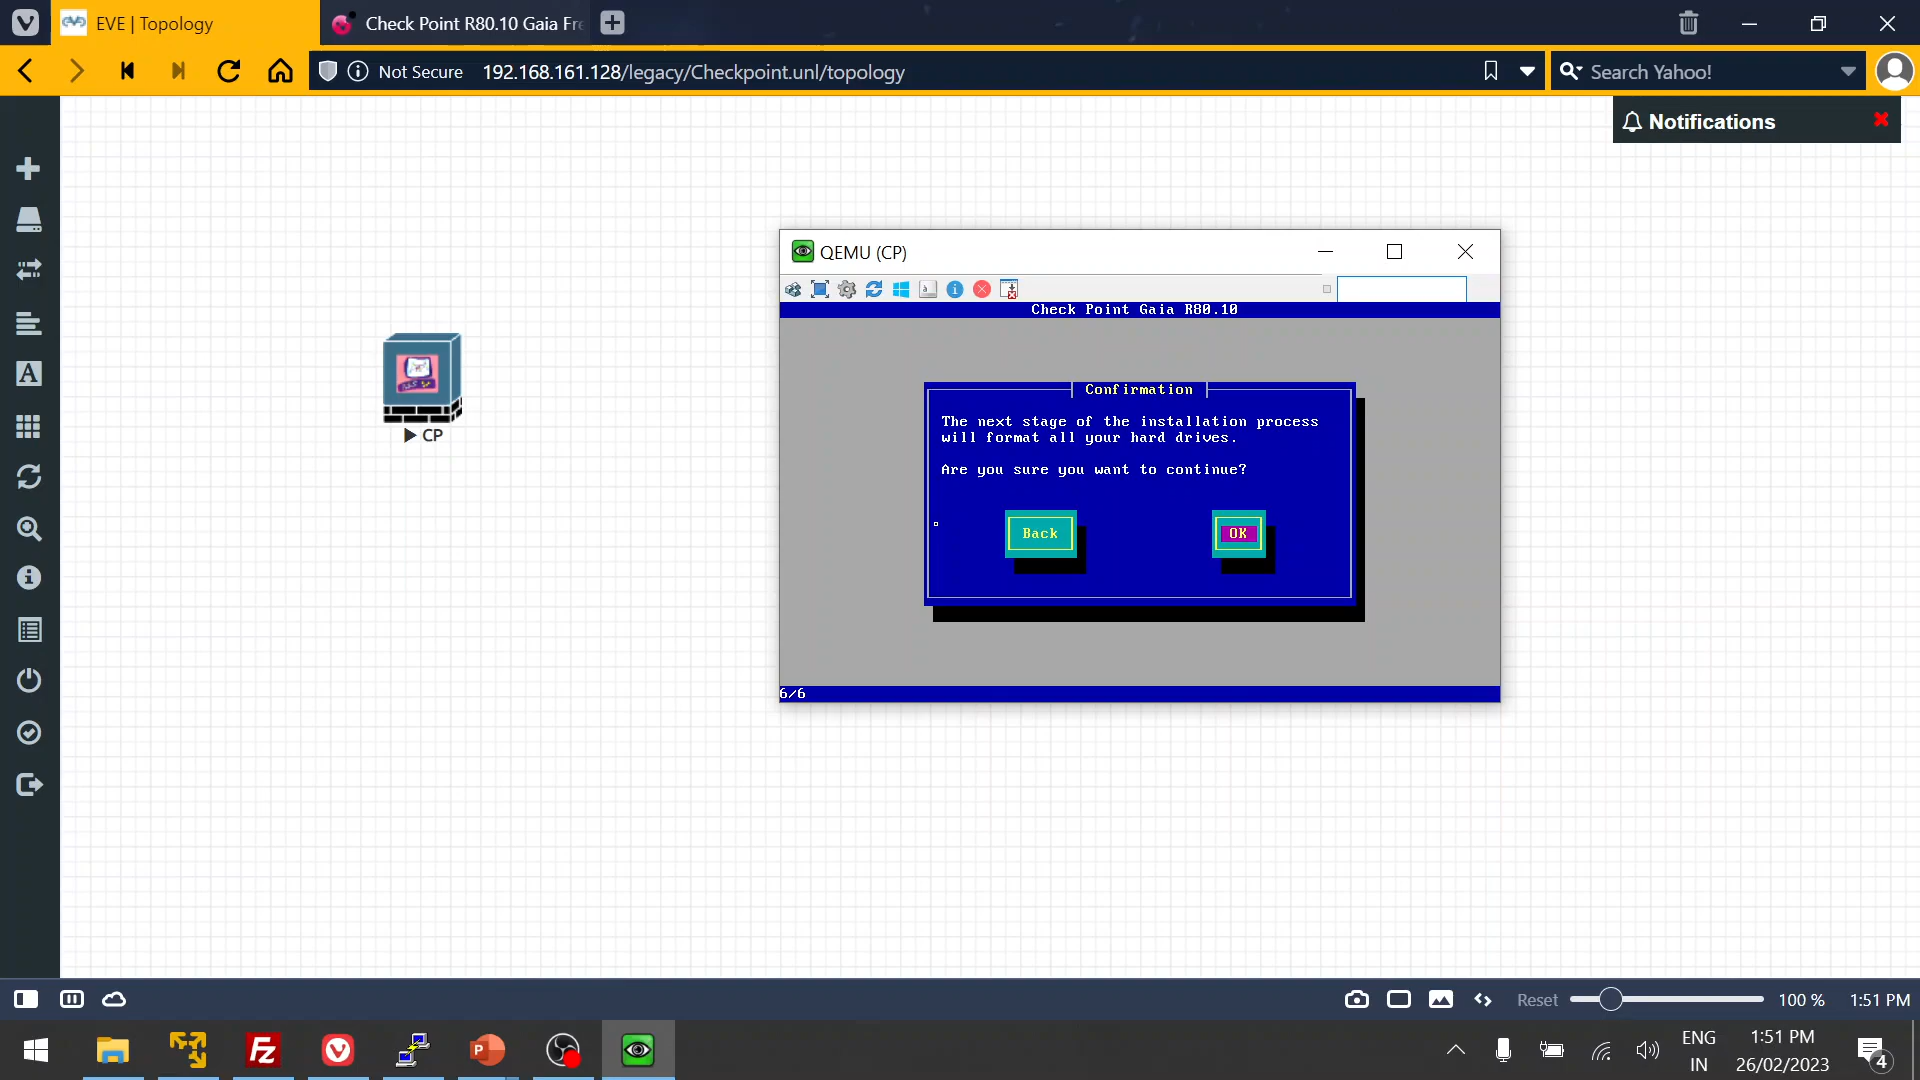 EVE | Topology
Check Point R80.10 Gaia Fre
Not Secure
192.168.161.128/legacy/Checkpoint.unl/topology
Search Yahoo!
Notifications
QEMU (CP)
Check Point Gaia R80.10
Confirmation
The next stage of the installation process
will format all your hard drives.
Are you sure you want to continue?
Back
OK
6/6
CP
Reset
100 %
1:51 PM
ENG
IN
1:51 PM
26/02/2023
4